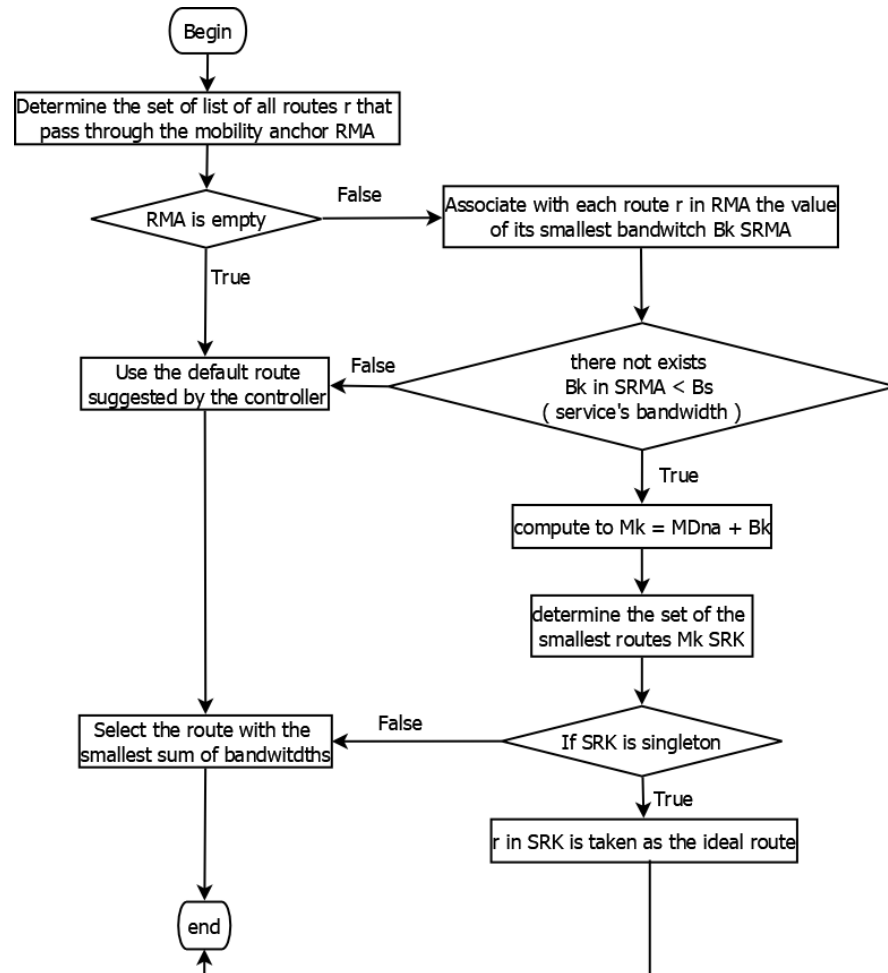 Begin
Determine the set of list of all routes r that
pass through the mobility anchor RMA
RMA is empty
False
Associate with each route r in RMA the value
of its smallest bandwitch Bk SRMA
True
Use the default route
suggested by the controller
False
there not exists
Bk in SRMA < Bs
( service's bandwidth )
True
compute to Mk = MDna + Bk
determine the set of the
smallest routes Mk SRK
Select the route with the
smallest sum of bandwitdths
False
If SRK is singleton
True
r in SRK is taken as the ideal route
end